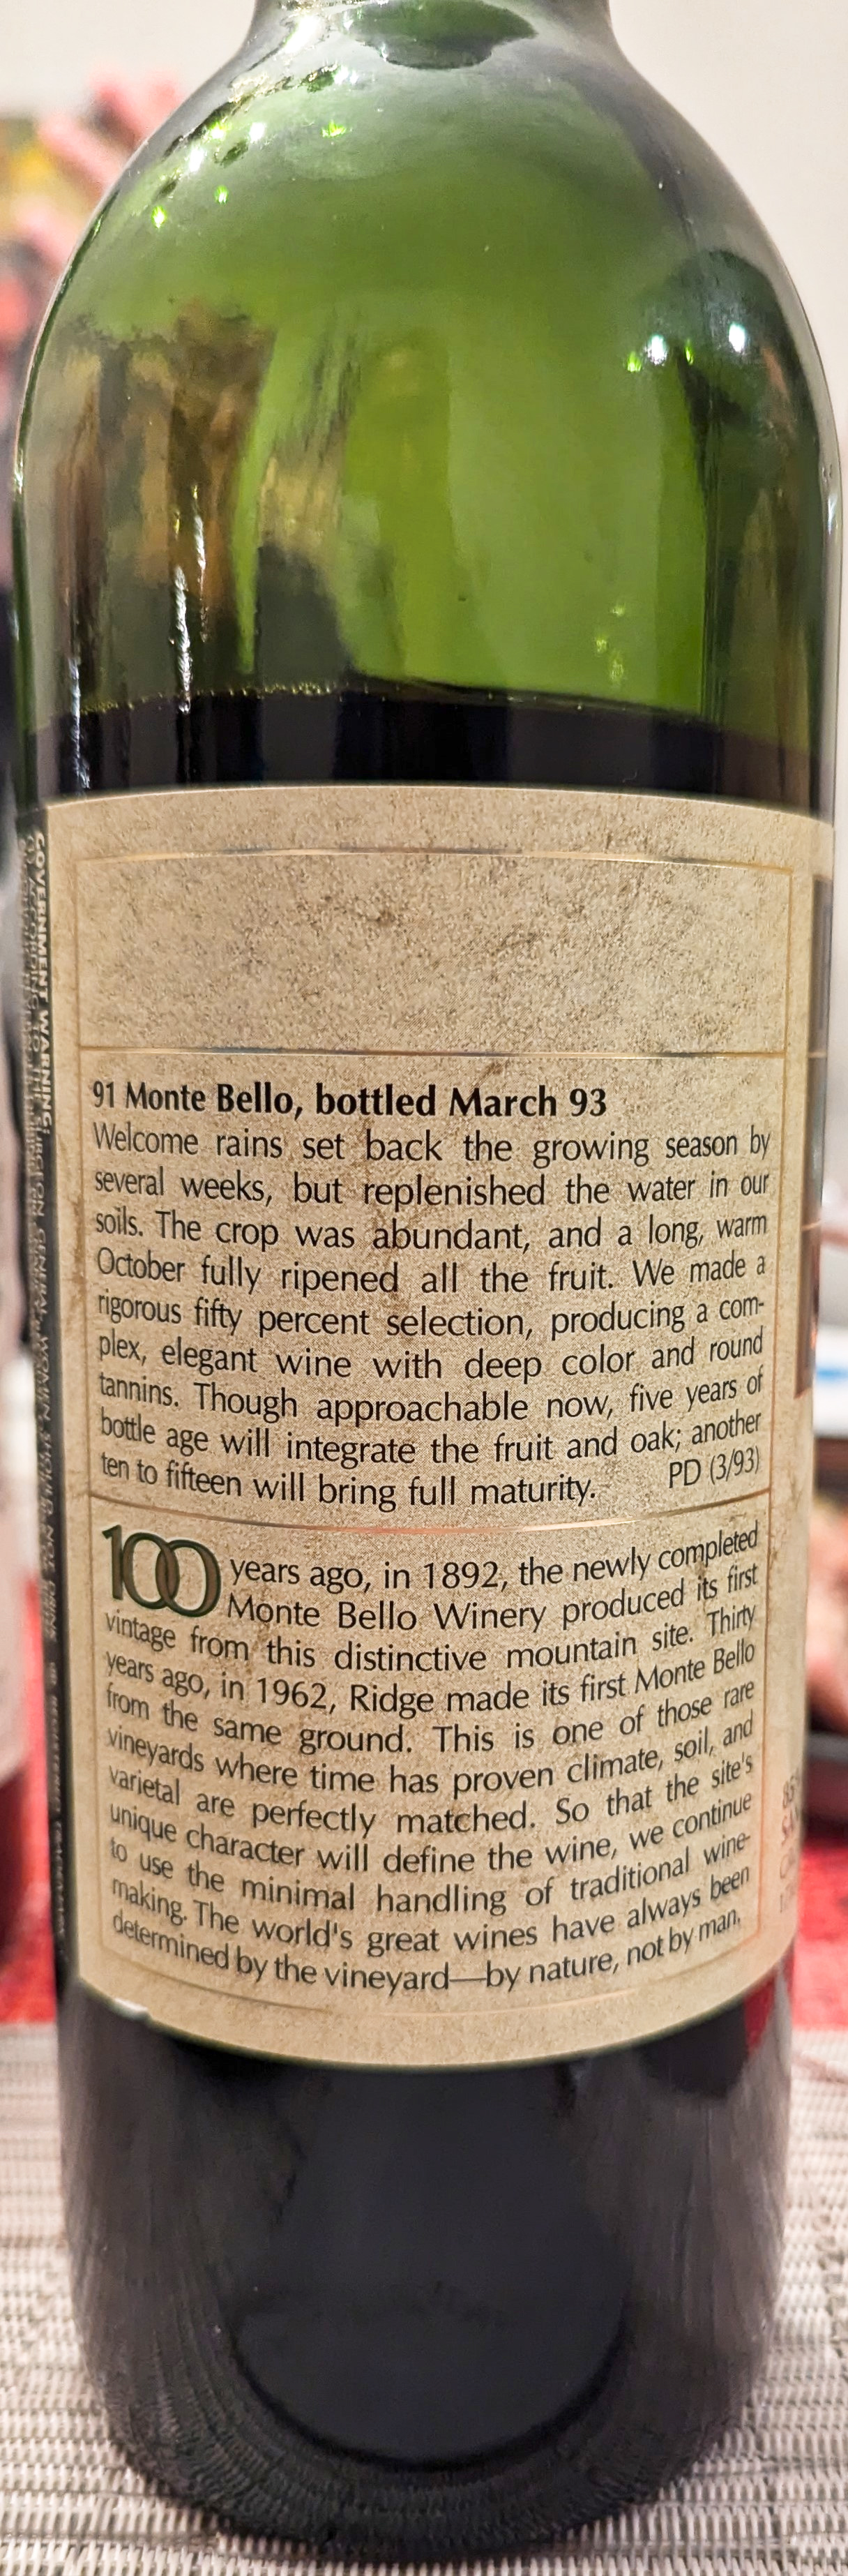 GOVERNMENT WARNING:
91 Monte Bello, bottled March 93
Welcome rains set back the growing season by
several weeks, but replenished the water in our
soils. The crop was abundant, and a long, warm
October fully ripened all the fruit. We made a
rigorous fifty percent selection, producing a com-
plex, elegant wine with deep color and round
tannins. Though approachable now, five years of
bottle age will integrate the fruit and oak; another
ten to fifteen will bring full maturity. PD (3/93)
100 years ago, in 1892, the newly completed
Monte Bello Winery produced its first
vintage from this distinctive mountain site. Thirty
years ago, in 1962, Ridge made its first Monte Bello
from the same ground. This is one of those rare
vineyards where time has proven climate, soil, and
varietal are perfectly matched. So that the site's
unique character will define the wine, we continue
to use the minimal handling of traditional wine-
making. The world's great wines have always been
determined by the vineyard—by nature, not by man.